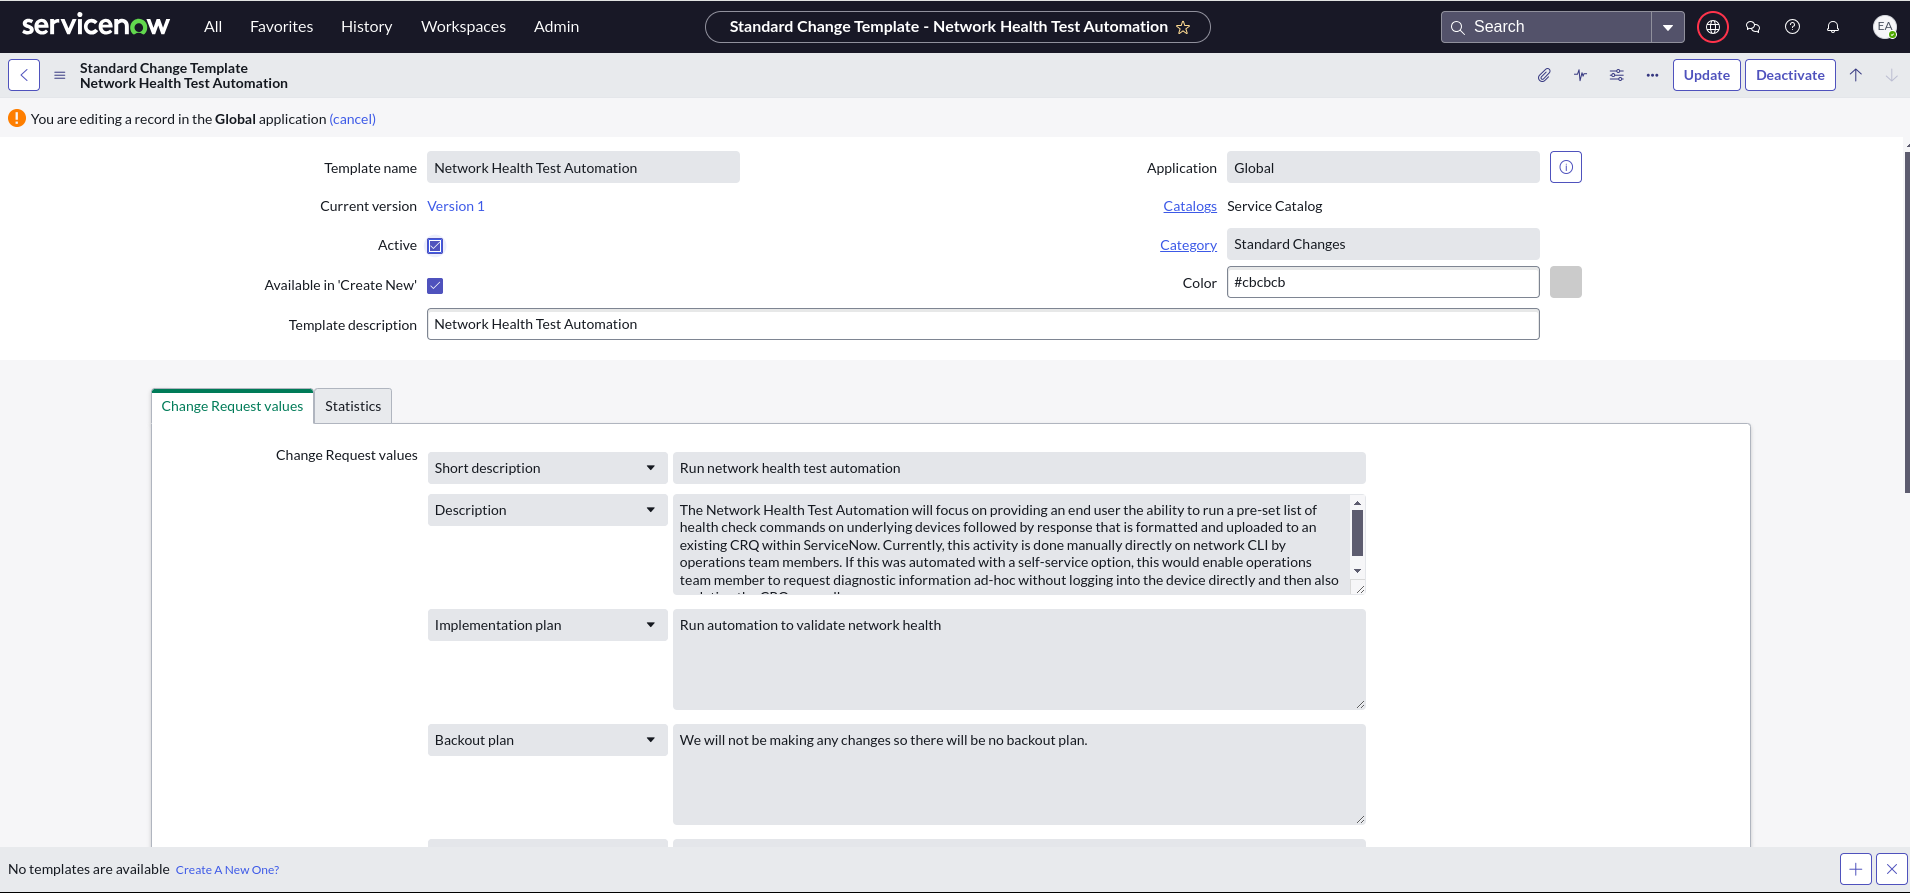 servicenow All Favorites History Workspaces Admin Standard Change Template - Network Health Test Automation Search EA
Standard Change Template
Network Health Test Automation
Update Deactivate
You are editing a record in the Global application (cancel)
Template name Network Health Test Automation Application Global
Current version Version 1 Catalogs Service Catalog
Active Category Standard Changes
Available in 'Create New' Color #cbcbcb
Template description Network Health Test Automation
Change Request values Statistics
Change Request values
Short description Run network health test automation
Description The Network Health Test Automation will focus on providing an end user the ability to run a pre-set list of
health check commands on underlying devices followed by response that is formatted and uploaded to an
existing CRQ within ServiceNow. Currently, this activity is done manually directly on network CLI by
operations team members. If this was automated with a self-service option, this would enable operations
team member to request diagnostic information ad-hoc without logging into the device directly and then also
Implementation plan Run automation to validate network health
Backout plan We will not be making any changes so there will be no backout plan.
No templates are available Create A New One?